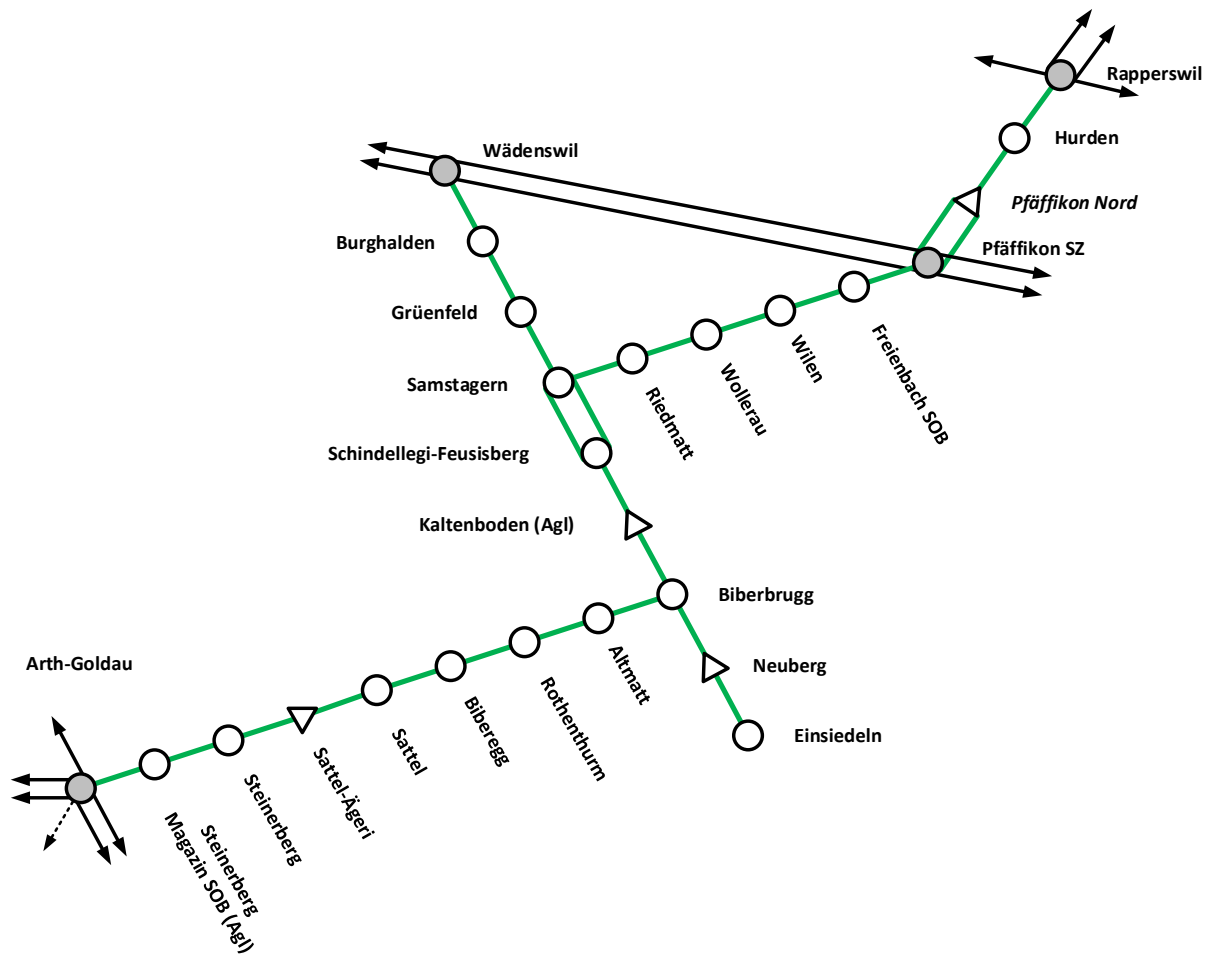 Rapperswil
Hurden
Wädenswil
Pfäffikon Nord
Burghalden
Pfäffikon SZ
Grüenfeld
Samstagern
Riedmatt
Wollerau
Wilen
Freienbach SOB
Schindellegi-Feusisberg
Kaltenboden (Agl)
Biberbrugg
Arth-Goldau
Neuberg
Einsiedeln
Steinerberg
Magazin SOB (Agl)
Steinerberg
Sattel-Ägeri
Sattel
Biberegg
Rothenthurm
Altmatt